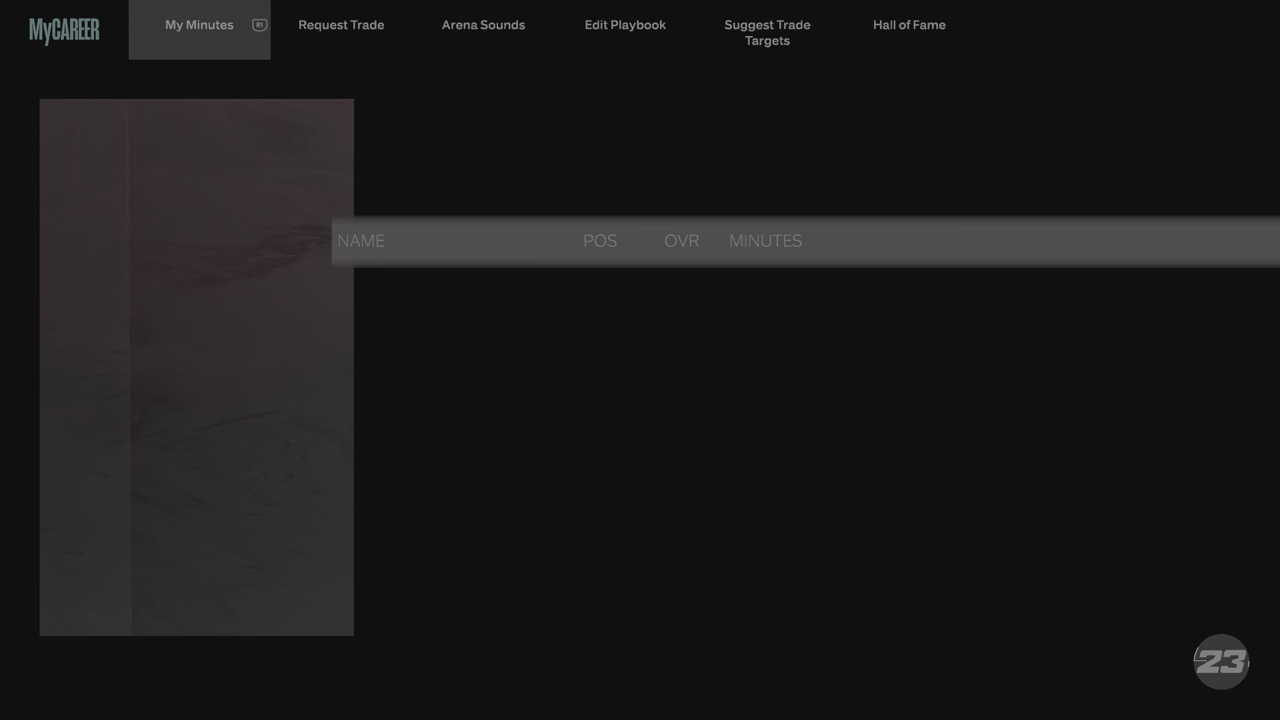 MyCAREER
My Minutes
R1
Request Trade
Arena Sounds
Edit Playbook
Suggest Trade
Targets
Hall of Fame
NAME
POS
OVR
MINUTES
23